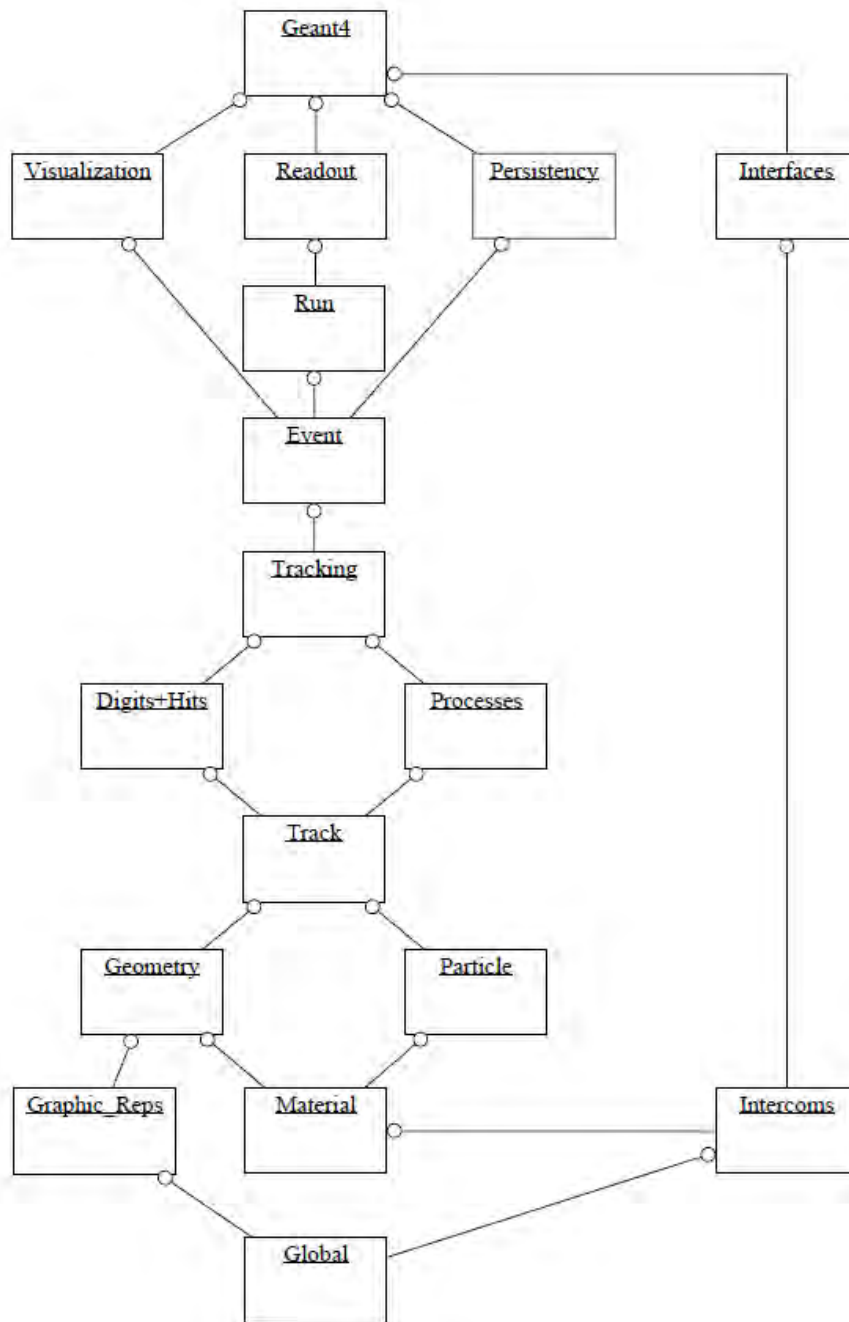 Geant4
Visualization
Readout
Persistency
Interfaces
Run
Event
Tracking
Digits+Hits
Processes
Track
Geometry
Particle
Graphic_Reps
Material
Intercoms
Global